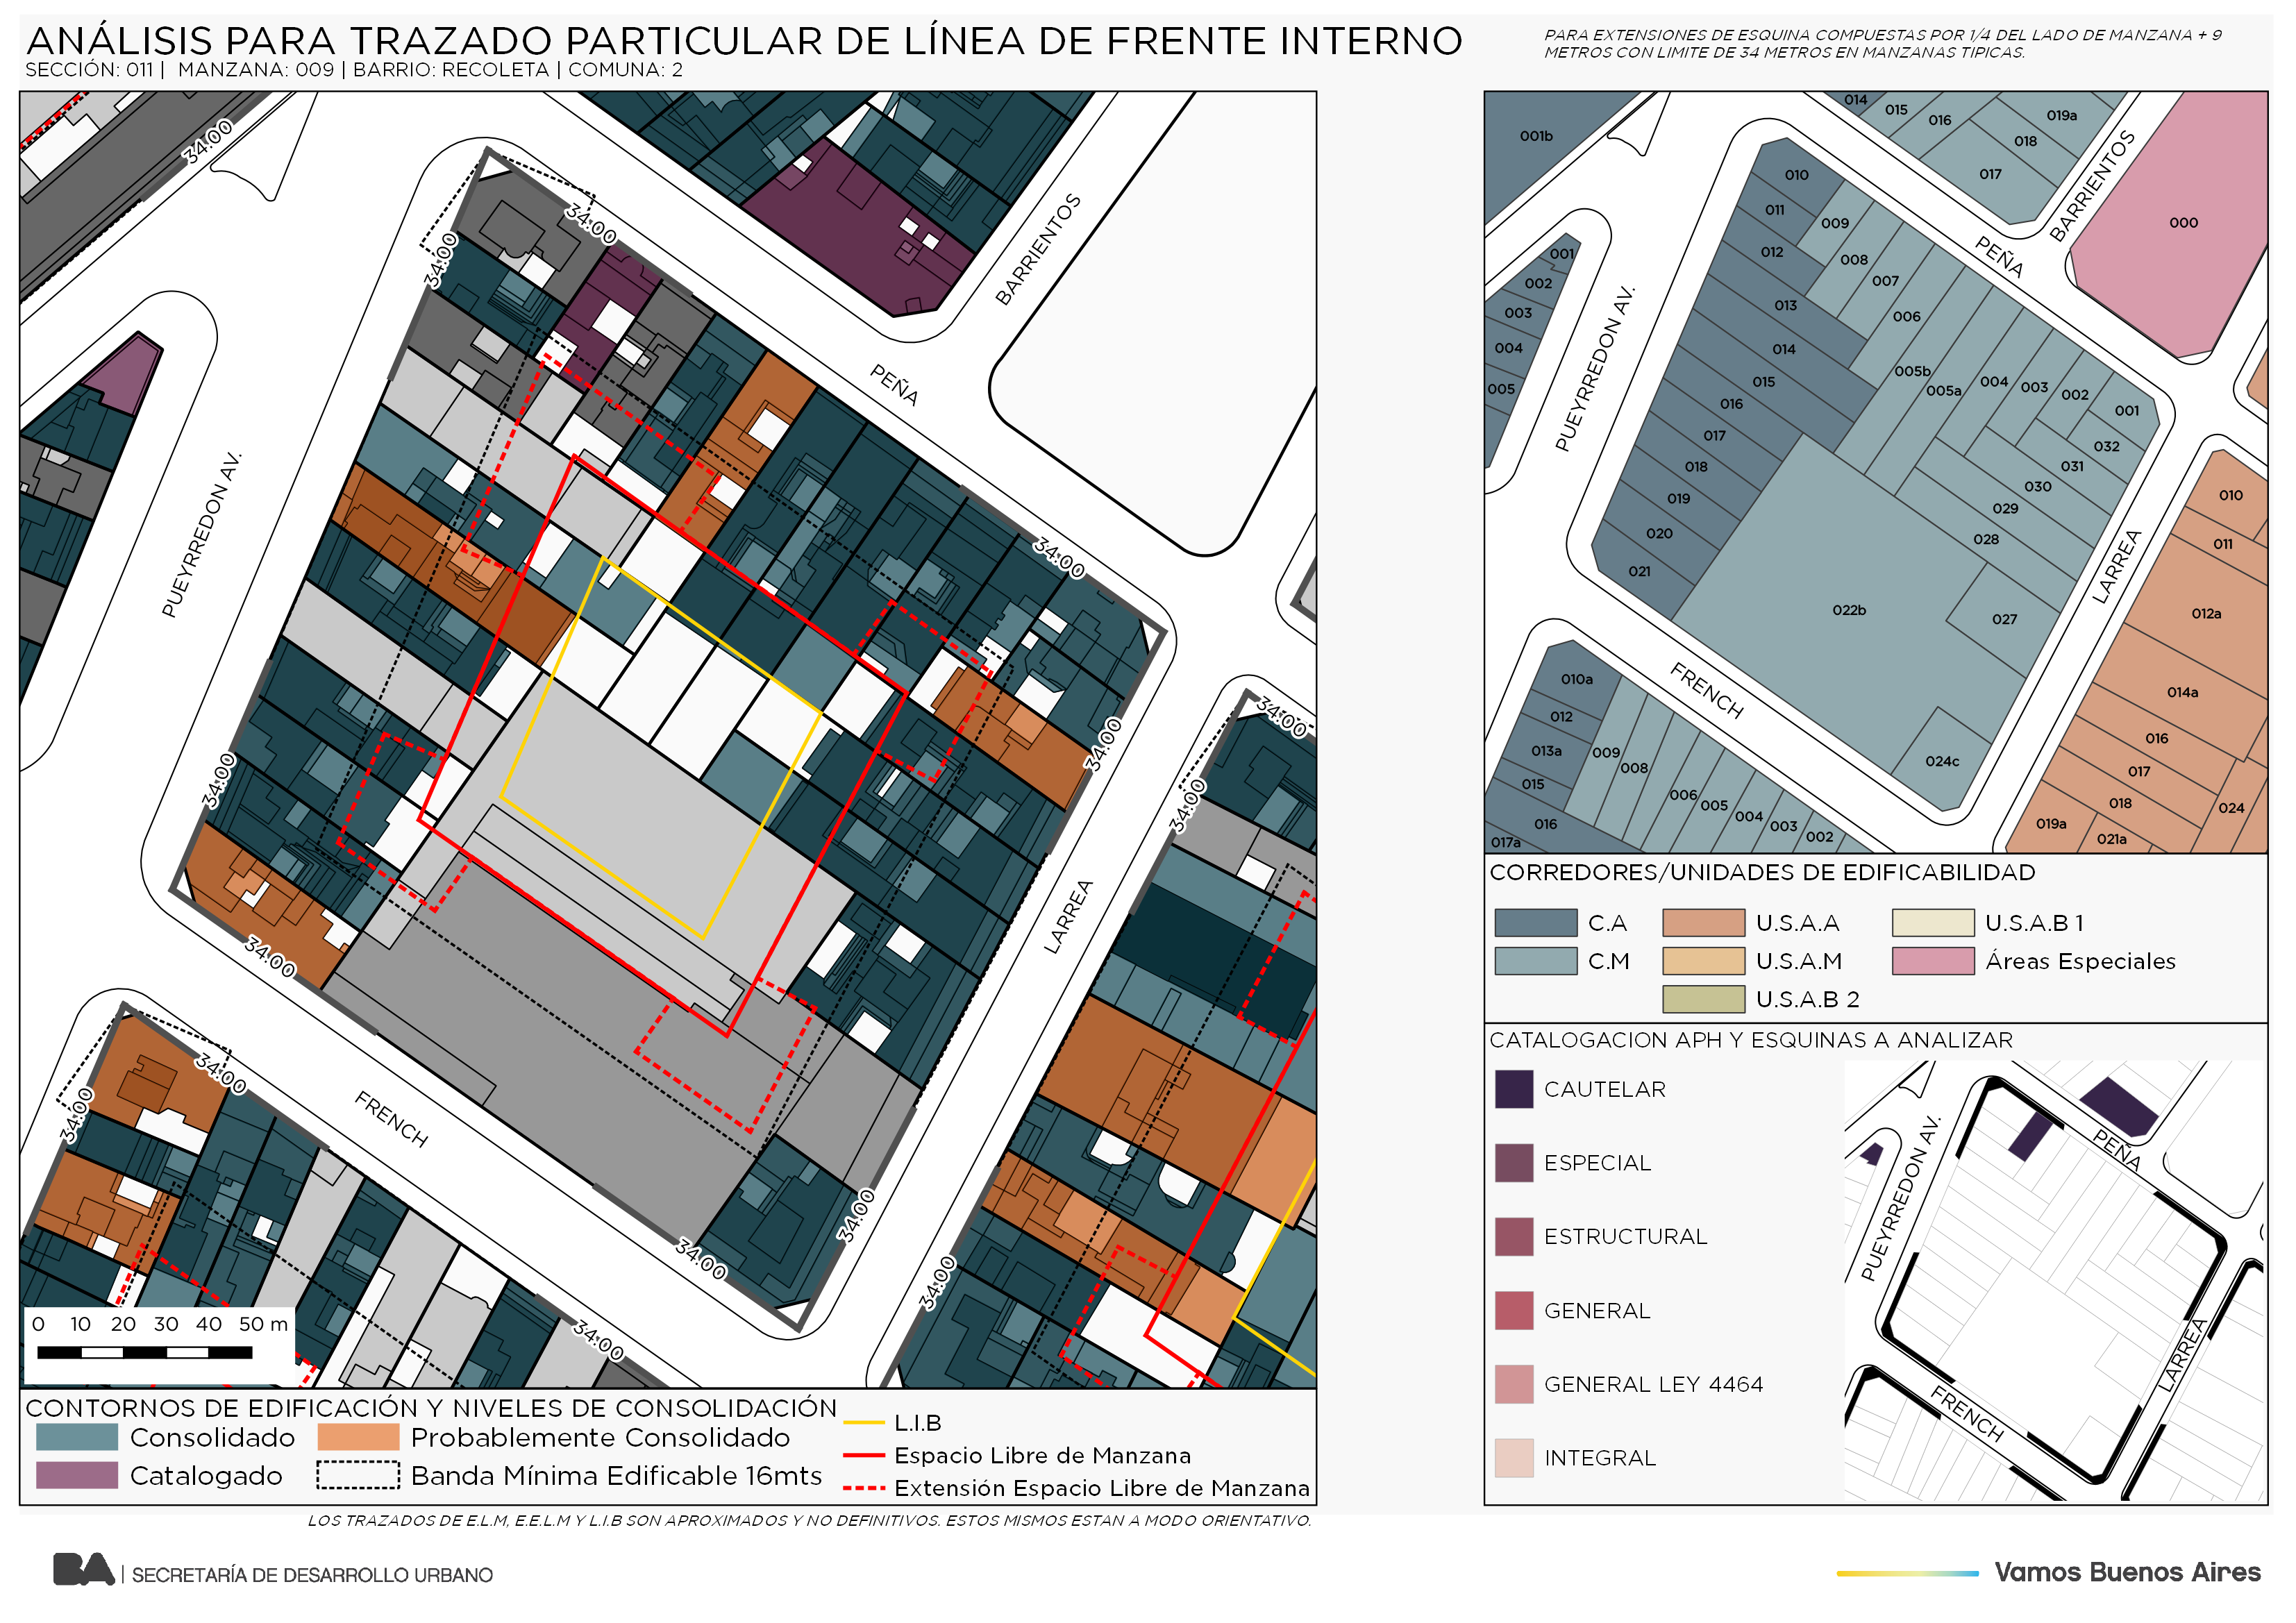 ANÁLISIS PARA TRAZADO PARTICULAR DE LÍNEA DE FRENTE INTERNO
SECCIÓN: 011 | MANZANA: 009 | BARRIO: RECOLETA | COMUNA: 2
PARA EXTENSIONES DE ESQUINA COMPUESTAS POR 1/4 DEL LADO DE MANZANA + 9
METROS CON LIMITE DE 34 METROS EN MANZANAS TIPICAS.
34:00
34:00
34:00
BARRIENTOS
PEÑA
PUEYRREDON AV.
34:00
34:00
34:00
34:00
34:00
34:00
LARREA
34:00
34:00
34:00
FRENCH
34:00
34:00
34:00
34:00
34:00
0 10 20 30 40 50 m
CONTORNOS DE EDIFICACIÓN Y NIVELES DE CONSOLIDACIÓN
Consolidado
Probablemente Consolidado
Catalogado
Banda Mínima Edificable 16mts
L.I.B
Espacio Libre de Manzana
Extensión Espacio Libre de Manzana
LOS TRAZADOS DE E.L.M, E.E.L.M Y L.I.B SON APROXIMADOS Y NO DEFINITIVOS. ESTOS MISMOS ESTAN A MODO ORIENTATIVO.
001b
014
015
016
019a
018
017
BARRIENTOS
000
PEÑA
010
011
009
012
008
007
013
006
014
005b
005a
004
003
002
001
015
016
017
018
019
020
021
032
031
030
029
028
027
022b
024c
001
002
003
004
005
PUEYRREDON AV.
FRENCH
LARREA
010
011
012a
014a
016
017
018
019a
021a
024
010a
012
013a
015
016
017a
009
008
006
005
004
003
002
CORREDORES/UNIDADES DE EDIFICABILIDAD
C.A
U.S.A.A
U.S.A.B 1
C.M
U.S.A.M
Áreas Especiales
U.S.A.B 2
CATALOGACION APH Y ESQUINAS A ANALIZAR
CAUTELAR
ESPECIAL
ESTRUCTURAL
GENERAL
GENERAL LEY 4464
INTEGRAL
PEÑA
PUEYRREDON AV.
LARREA
FRENCH
BA | SECRETARÍA DE DESARROLLO URBANO
Vamos Buenos Aires